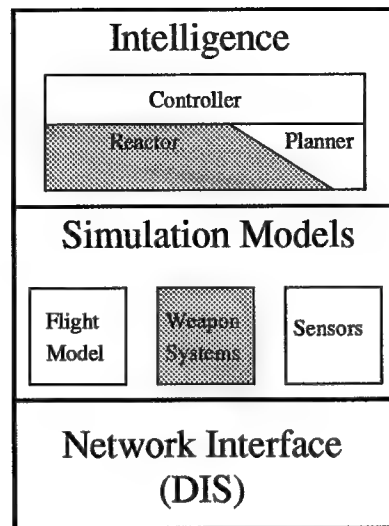 Intelligence
Controller
Reactor
Planner
Simulation Models
Flight
Model
Weapon
Systems
Sensors
Network Interface
(DIS)